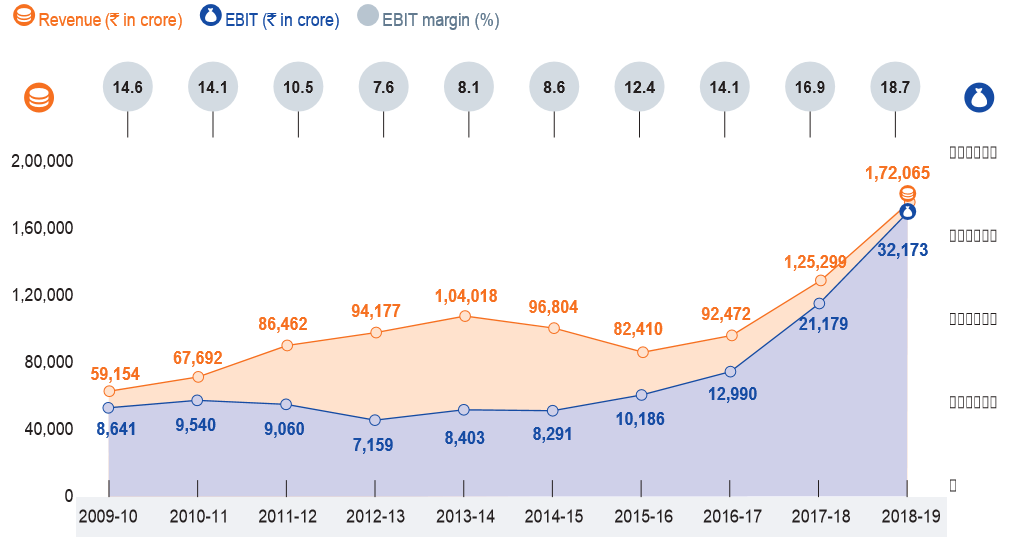 Revenue (₹ in crore) EBIT (₹ in crore) EBIT margin (%)
14.6 14.1 10.5 7.6 8.1 8.6 12.4 14.1 16.9 18.7
2,00,000
1,60,000
1,20,000
80,000
40,000
0
59,154 67,692 86,462 94,177 1,04,018 96,804 82,410 92,472 1,25,299 1,72,065
8,641 9,540 9,060 7,159 8,403 8,291 10,186 12,990 21,179 32,173
2009-10 2010-11 2011-12 2012-13 2013-14 2014-15 2015-16 2016-17 2017-18 2018-19